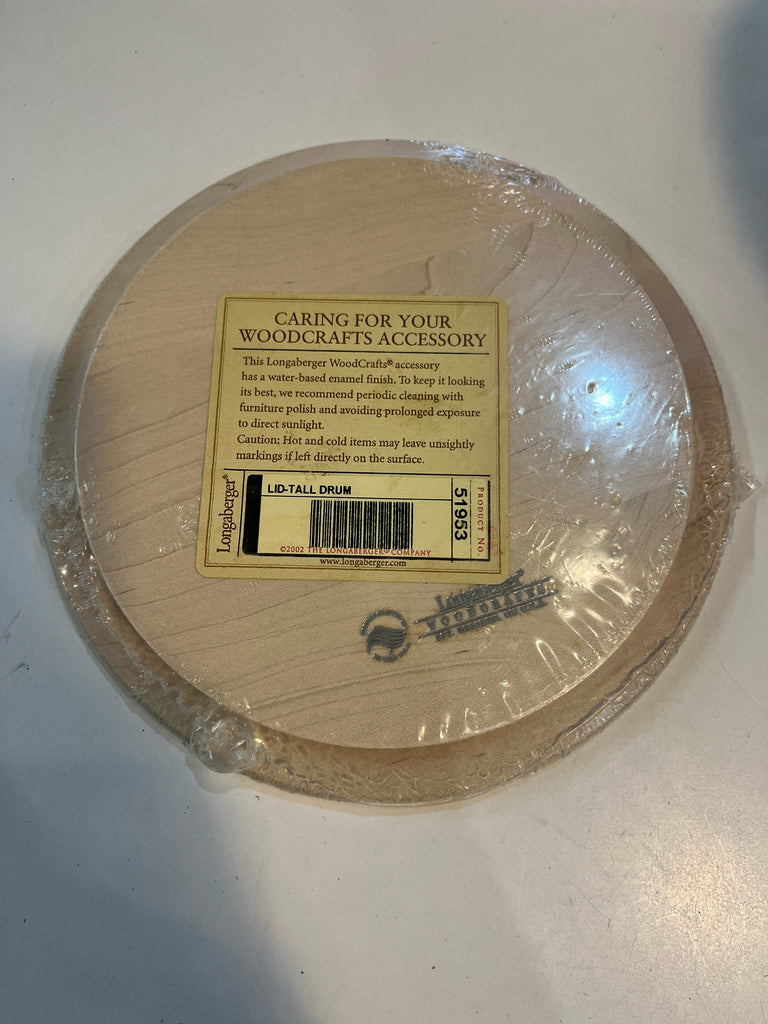 CARING FOR YOUR
WOODCRAFTS ACCESSORY
This Longaberger WoodCrafts® accessory
has a water-based enamel finish. To keep it looking
its best, we recommend periodic cleaning with
furniture polish and avoiding prolonged exposure
to direct sunlight.
Caution: Hot and cold items may leave unsightly
markings if left directly on the surface.
Longaberger®
LID-TALL DRUM
51953
PRODUCT NO.
©2002 THE LONGABERGER® COMPANY
www.longaberger.com
Longaberger®
WOODCRAFTS